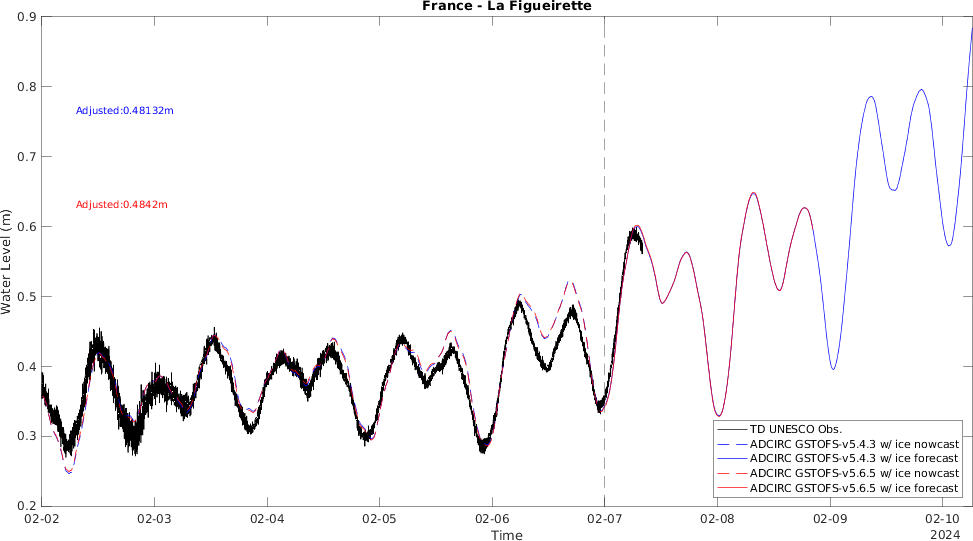 France - La Figueirette
0.9
0.8
0.7
0.6
0.5
0.4
0.3
0.2
Water Level (m)
Adjusted:0.48132m
Adjusted:0.4842m
TD UNESCO Obs.
ADCIRC GSTOFS-v5.4.3 w/ ice nowcast
ADCIRC GSTOFS-v5.4.3 w/ ice forecast
ADCIRC GSTOFS-v5.6.5 w/ ice nowcast
ADCIRC GSTOFS-v5.6.5 w/ ice forecast
02-02 02-03 02-04 02-05 02-06 02-07 02-08 02-09 02-10
Time
2024